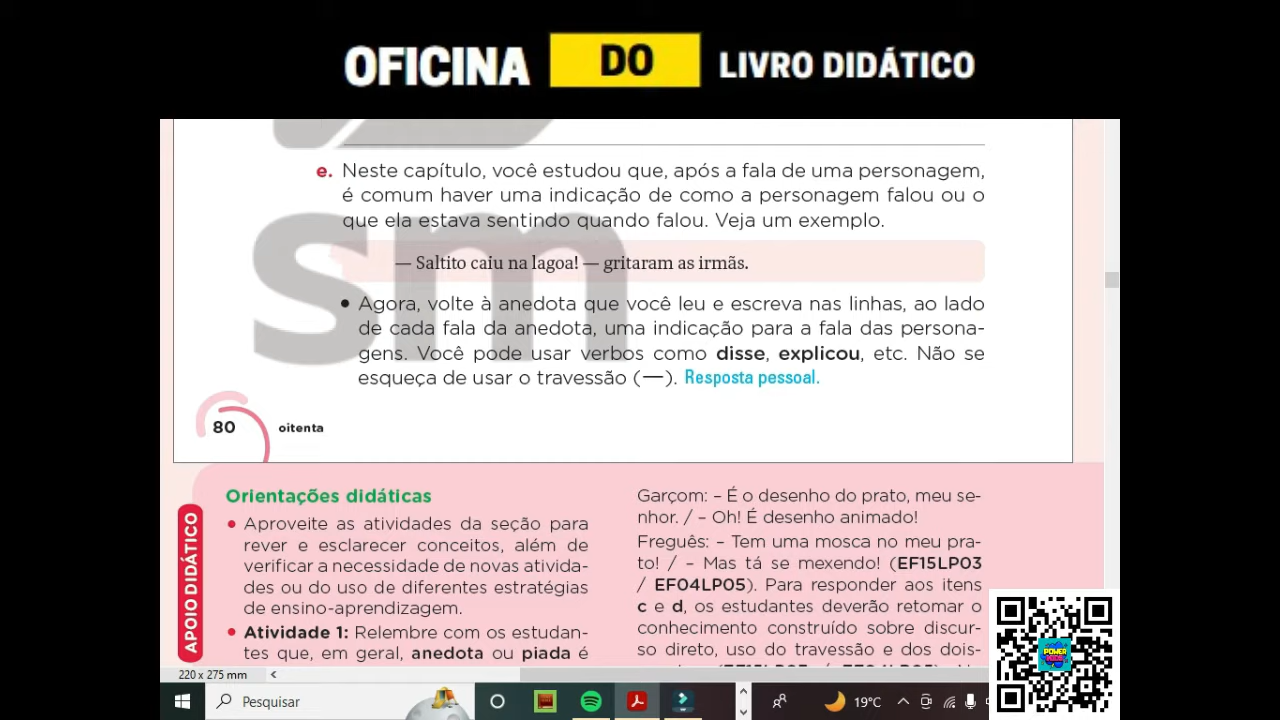 OFICINA DO LIVRO DIDÁTICO
e. Neste capítulo, você estudou que, após a fala de uma personagem,
é comum haver uma indicação de como a personagem falou ou o
que ela estava sentindo quando falou. Veja um exemplo.
— Saltito caiu na lagoa! — gritaram as irmãs.
• Agora, volte à anedota que você leu e escreva nas linhas, ao lado
de cada fala da anedota, uma indicação para a fala das persona-
gens. Você pode usar verbos como disse, explicou, etc. Não se
esqueça de usar o travessão (—). Resposta pessoal.
sm
80 oitenta
APOIO DIDÁTICO
Orientações didáticas
• Aproveite as atividades da seção para
rever e esclarecer conceitos, além de
verificar a necessidade de novas ativida-
des ou do uso de diferentes estratégias
de ensino-aprendizagem.
• Atividade 1: Relembre com os estudan-
tes que, em geral, anedota ou piada é
Garçom: – É o desenho do prato, meu se-
nhor. / – Oh! É desenho animado!
Freguês: – Tem uma mosca no meu pra-
to! / – Mas tá se mexendo! (EF15LP03
/ EF04LP05). Para responder aos itens
c e d, os estudantes deverão retomar o
conhecimento construído sobre discur-
so direto, uso do travessão e dos dois-
220 x 275 mm
Pesquisar
19°C